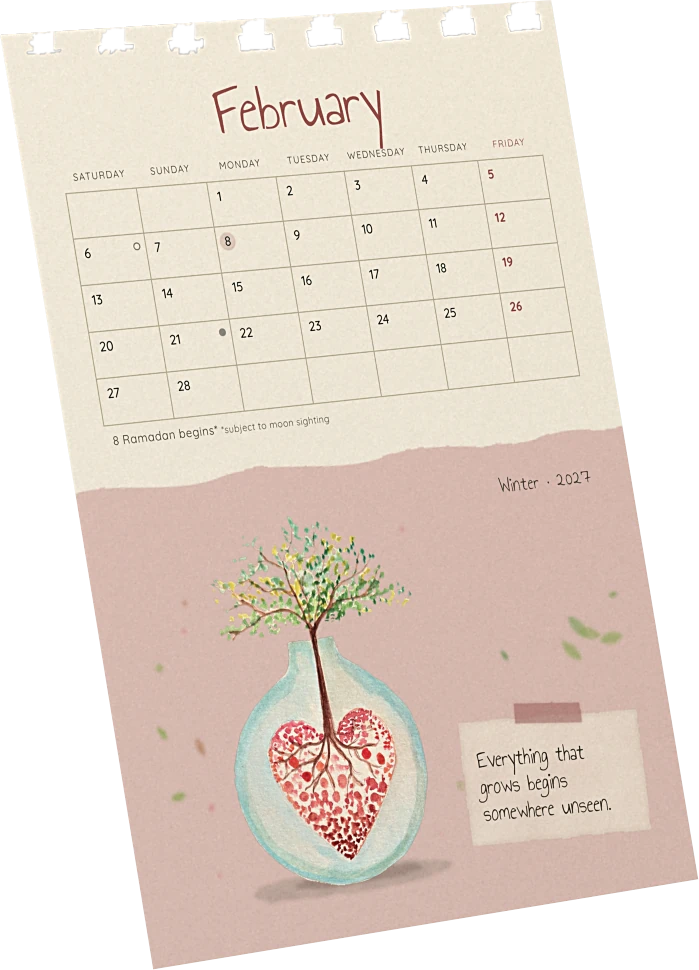 February
SATURDAY SUNDAY MONDAY TUESDAY WEDNESDAY THURSDAY FRIDAY
1 2 3 4 5
6 7 8 9 10 11 12
13 14 15 16 17 18 19
20 21 22 23 24 25 26
27 28
8 Ramadan begins* *subject to moon sighting
Winter · 2027
Everything that
grows begins
somewhere unseen.